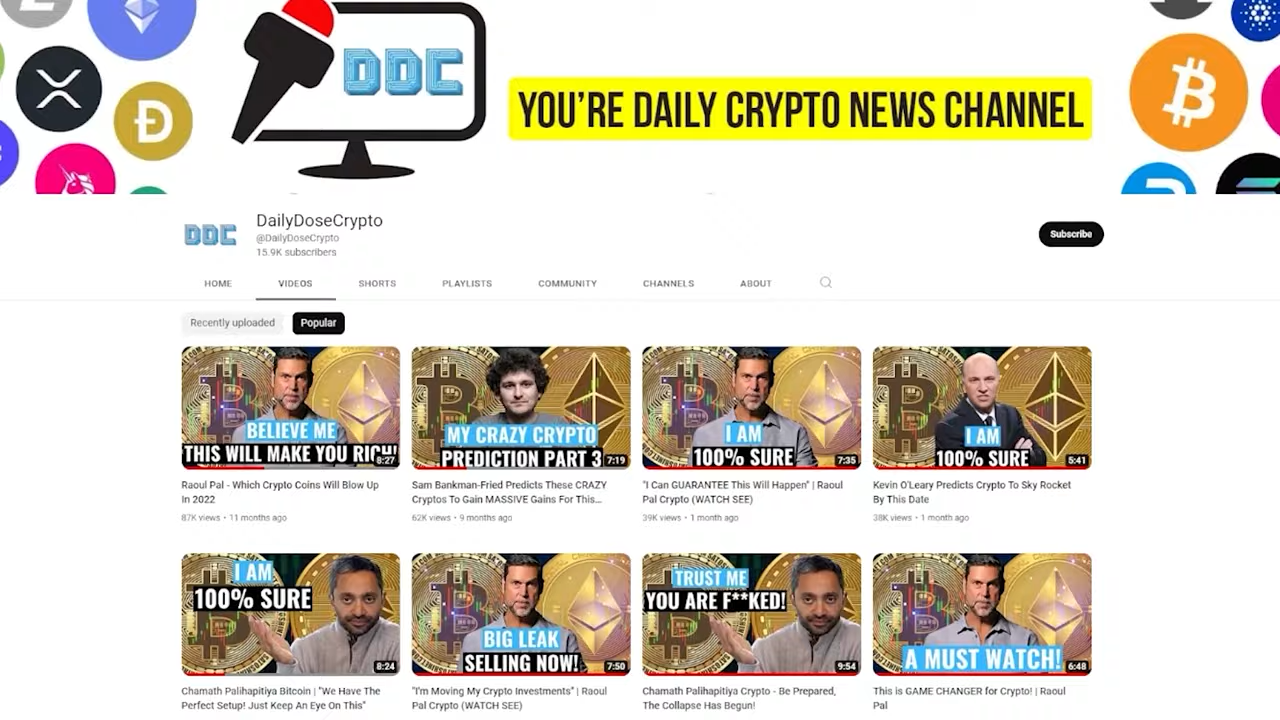 DDC
YOU'RE DAILY CRYPTO NEWS CHANNEL
DDC
DailyDoseCrypto
@DailyDoseCrypto
15.9K subscribers
Subscribe
HOME VIDEOS SHORTS PLAYLISTS COMMUNITY CHANNELS ABOUT
Recently uploaded Popular
BELIEVE ME
THIS WILL MAKE YOU RICH!
8:27
Raoul Pal - Which Crypto Coins Will Blow Up
In 2022
87K views • 11 months ago
MY CRAZY CRYPTO
PREDICTION PART 3
7:19
Sam Bankman-Fried Predicts These CRAZY
Cryptos To Gain MASSIVE Gains For This...
62K views • 9 months ago
I AM
100% SURE
7:35
"I Can GUARANTEE This Will Happen" | Raoul
Pal Crypto (WATCH SEE)
39K views • 1 month ago
I AM
100% SURE
5:41
Kevin O'Leary Predicts Crypto To Sky Rocket
By This Date
38K views • 1 month ago
I AM
100% SURE
8:24
Chamath Palihapitiya Bitcoin | "We Have The
Perfect Setup! Just Keep An Eye On This"
BIG LEAK
SELLING NOW!
7:50
"I'm Moving My Crypto Investments" | Raoul
Pal Crypto (WATCH SEE)
TRUST ME
YOU ARE F**KED!
9:54
Chamath Palihapitiya Crypto - Be Prepared,
The Collapse Has Begun!
A MUST WATCH!
6:48
This is GAME CHANGER for Crypto! | Raoul
Pal